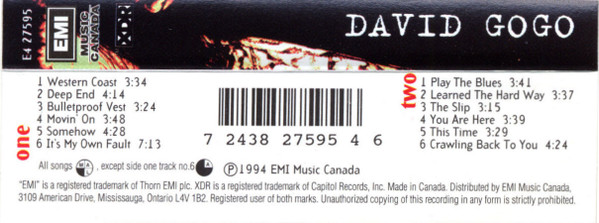 E4 27595
EMI
MUSIC
CANADA
XDR
DAVID GOGO
one
1 Western Coast 3:34
2 Deep End 4:14
3 Bulletproof Vest 3:24
4 Movin' On 3:48
5 Somehow 4:28
6 It's My Own Fault 7:13
7 2438 27595 4 6
two
1 Play The Blues 3:41
2 Learned The Hard Way 3:37
3 The Slip 3:15
4 You Are Here 3:39
5 This Time 3:29
6 Crawling Back To You 4:24
All songs , except side one track no.6
Ⓟ1994 EMI Music Canada
"EMI" is a registered trademark of Thorn EMI plc. XDR is a registered trademark of Capitol Records, Inc. Made in Canada. Distributed by EMI Music Canada,
3109 American Drive, Mississauga, Ontario L4V 1B2. Registered user of both marks. Unauthorized copying of this recording in any form is strictly prohibited.